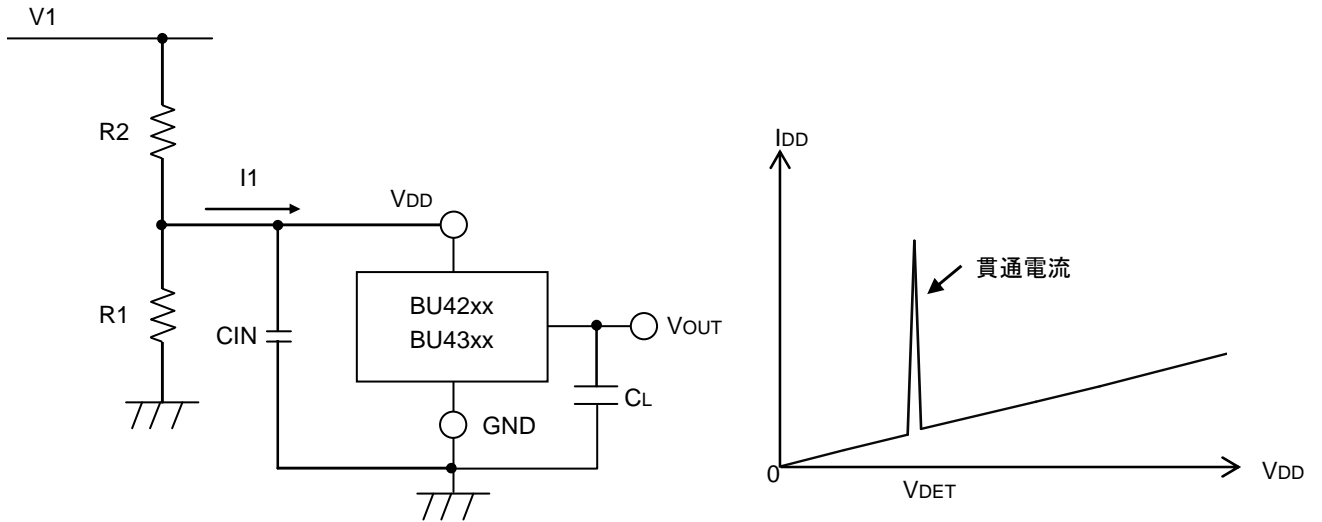 V1
R2
I1
VDD
R1
CIN
BU42xx
BU43xx
VOUT
CL
GND
IDD
貫通電流
0
VDET
VDD